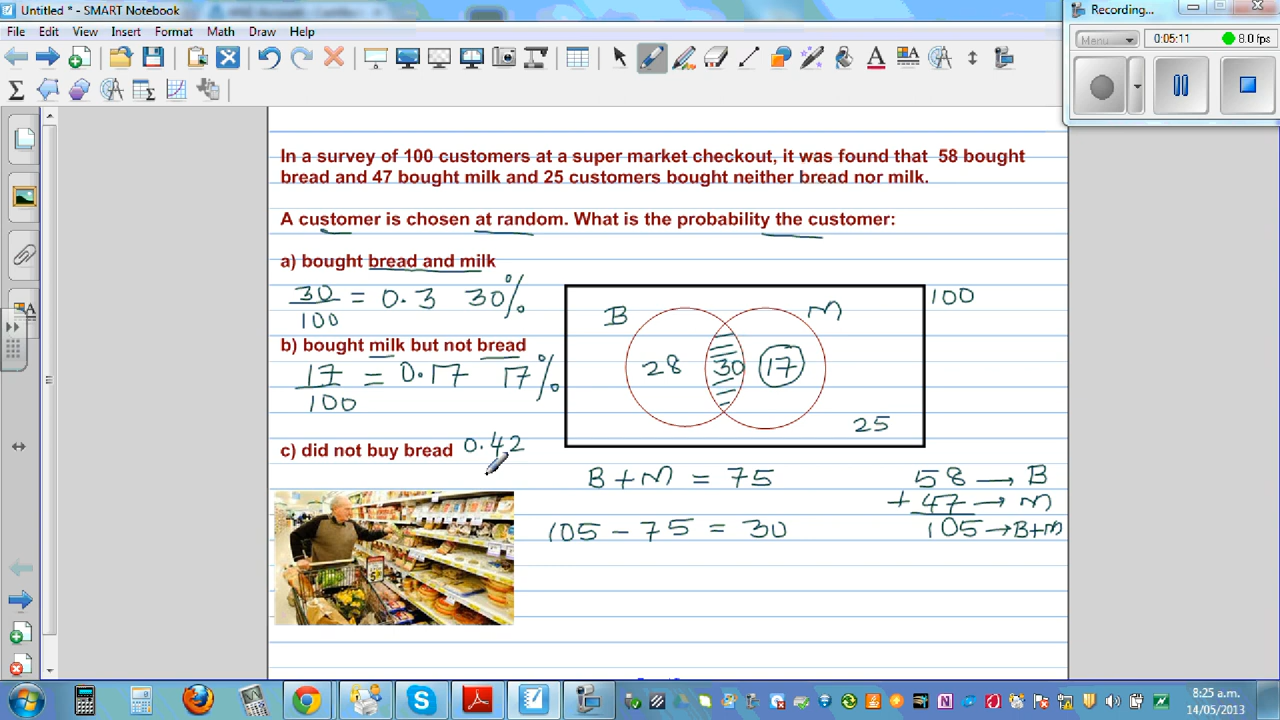 Untitled * - SMART Notebook
Recording...
File Edit View Insert Format Math Draw Help
Menu
0:05:11
8.0 fps
In a survey of 100 customers at a super market checkout, it was found that 58 bought
bread and 47 bought milk and 25 customers bought neither bread nor milk.
A customer is chosen at random. What is the probability the customer:
a) bought bread and milk
30/100 = 0.3 30%
b) bought milk but not bread
17/100 = 0.17 17%
c) did not buy bread 0.42
100
B M
28 30 17
25
B + M = 75
105 - 75 = 30
58 → B
+ 47 → M
105 → B+M
8:25 a.m.
14/05/2013